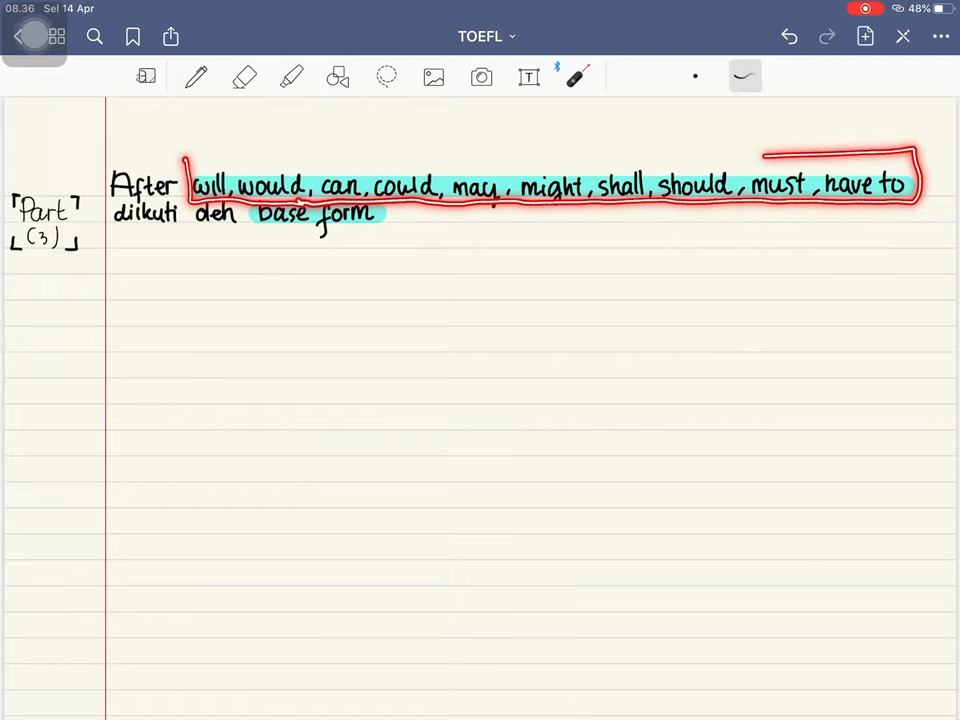 08.36 Sel 14 Apr
48%
TOEFL
T
After will, would, can, could, may, might, shall, should, must, have to
diikuti oleh base form
Part
(3)